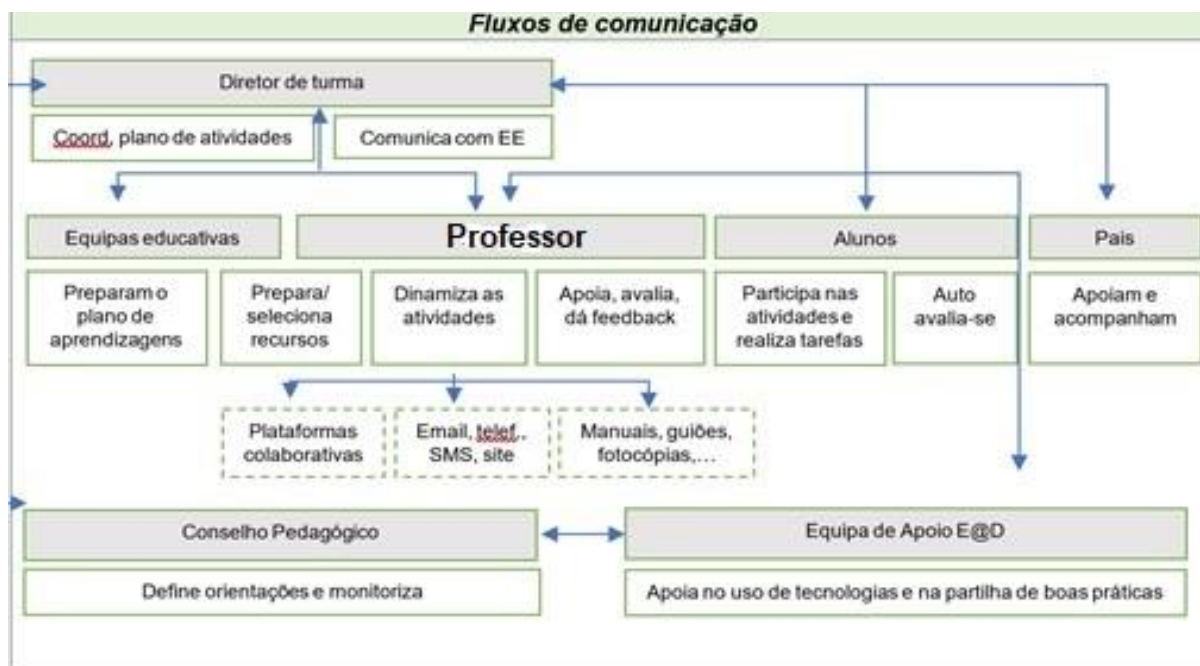 Fluxos de comunicação
Diretor de turma
Coord, plano de atividades
Comunica com EE
Equipas educativas
Professor
Alunos
Pais
Preparam o
plano de
aprendizagens
Prepara/
seleciona
recursos
Dinamiza as
atividades
Apoia, avalia,
dá feedback
Participa nas
atividades e
realiza tarefas
Auto
avalia-se
Apoiam e
acompanham
Plataformas
colaborativas
Email, telef.,
SMS, site
Manuais, guiões,
fotocópias,...
Conselho Pedagógico
Equipa de Apoio E@D
Define orientações e monitoriza
Apoia no uso de tecnologias e na partilha de boas práticas